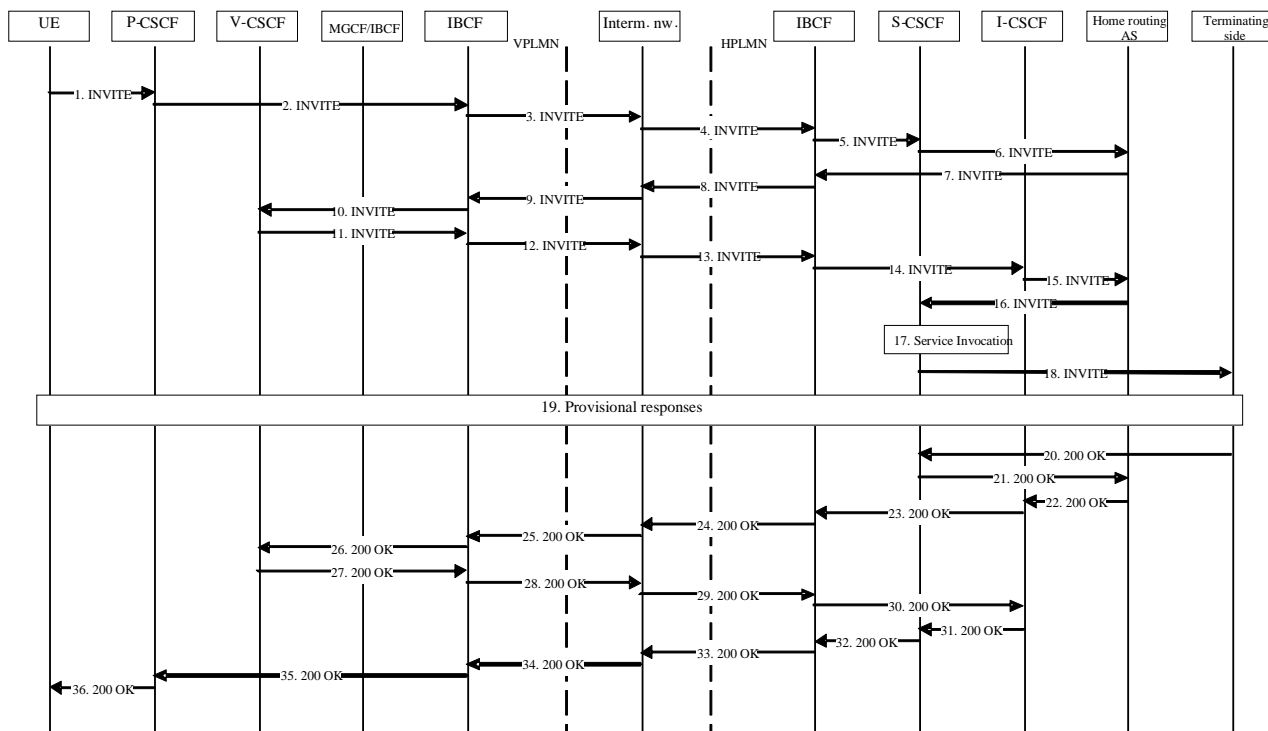 UE
P-CSCF
V-CSCF
MGCF/IBCF
IBCF
Interm. nw.
IBCF
S-CSCF
I-CSCF
Home routing
AS
Terminating
side
VPLMN
HPLMN
1. INVITE
2. INVITE
3. INVITE
4. INVITE
5. INVITE
6. INVITE
7. INVITE
8. INVITE
9. INVITE
10. INVITE
11. INVITE
12. INVITE
13. INVITE
14. INVITE
15. INVITE
16. INVITE
17. Service Invocation
18. INVITE
19. Provisional responses
20. 200 OK
21. 200 OK
22. 200 OK
23. 200 OK
24. 200 OK
25. 200 OK
26. 200 OK
27. 200 OK
28. 200 OK
29. 200 OK
30. 200 OK
31. 200 OK
32. 200 OK
33. 200 OK
34. 200 OK
35. 200 OK
36. 200 OK